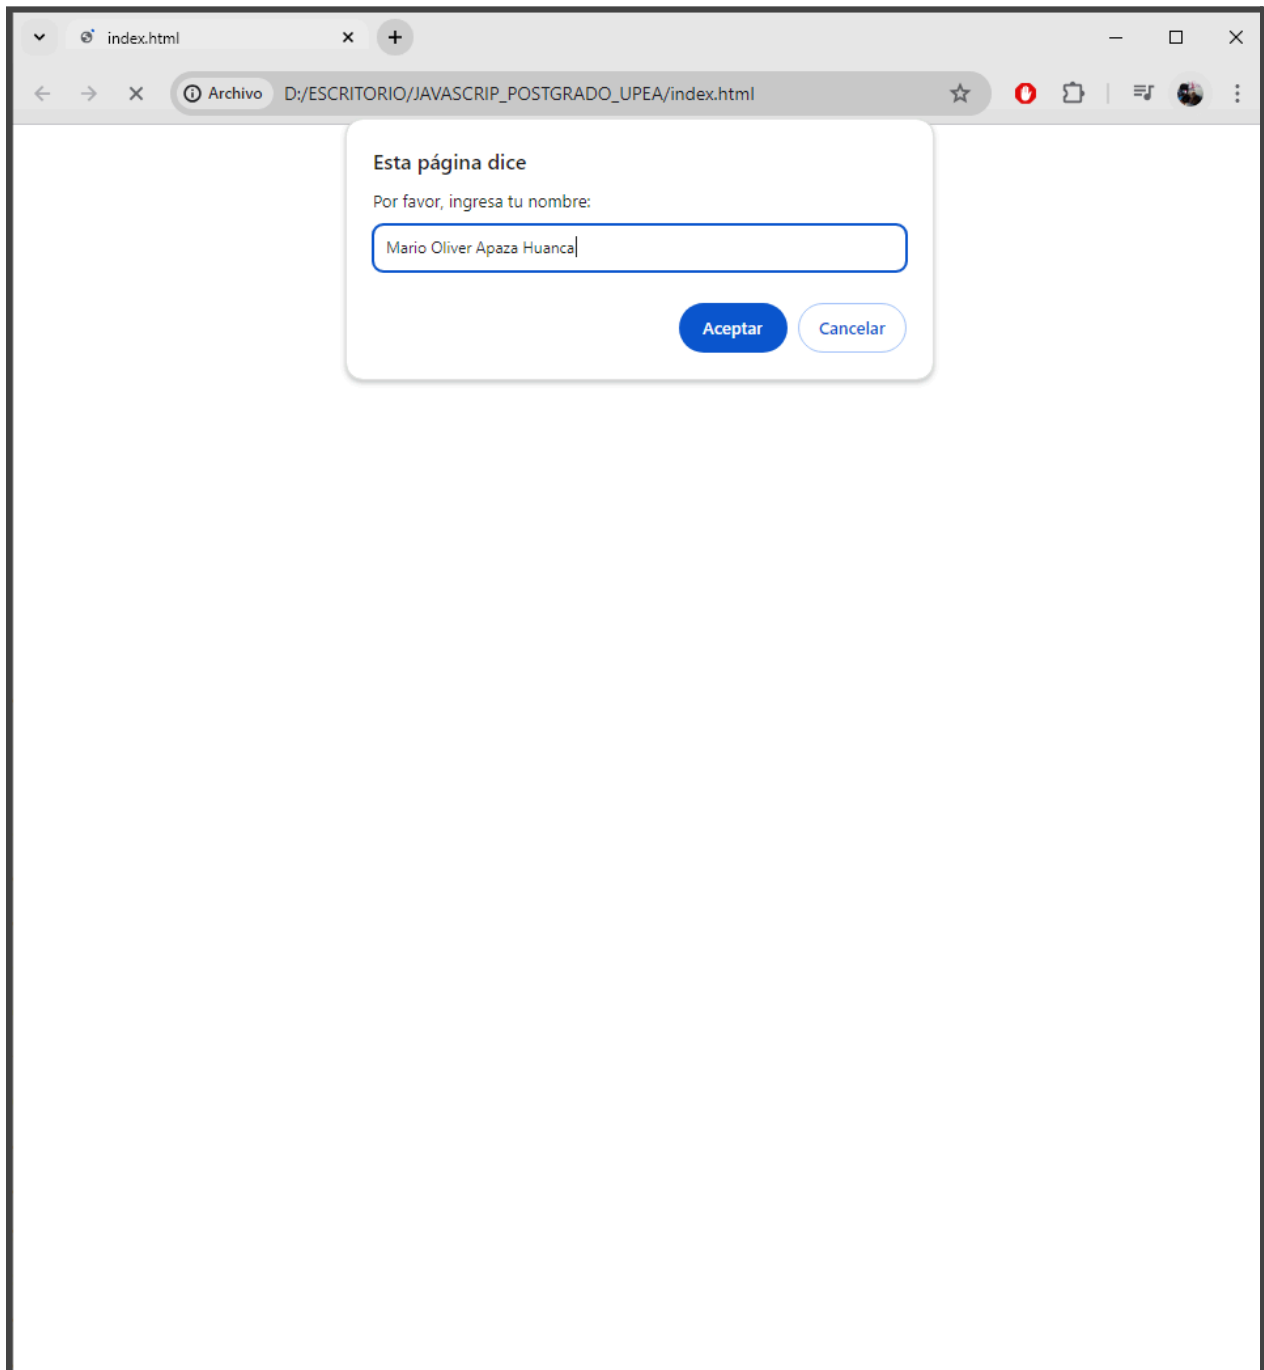 index.html
Archivo D:/ESCRITORIO/JAVASCRIP_POSTGRADO_UPEA/index.html
Esta página dice
Por favor, ingresa tu nombre:
Mario Oliver Apaza Huanca
Aceptar Cancelar